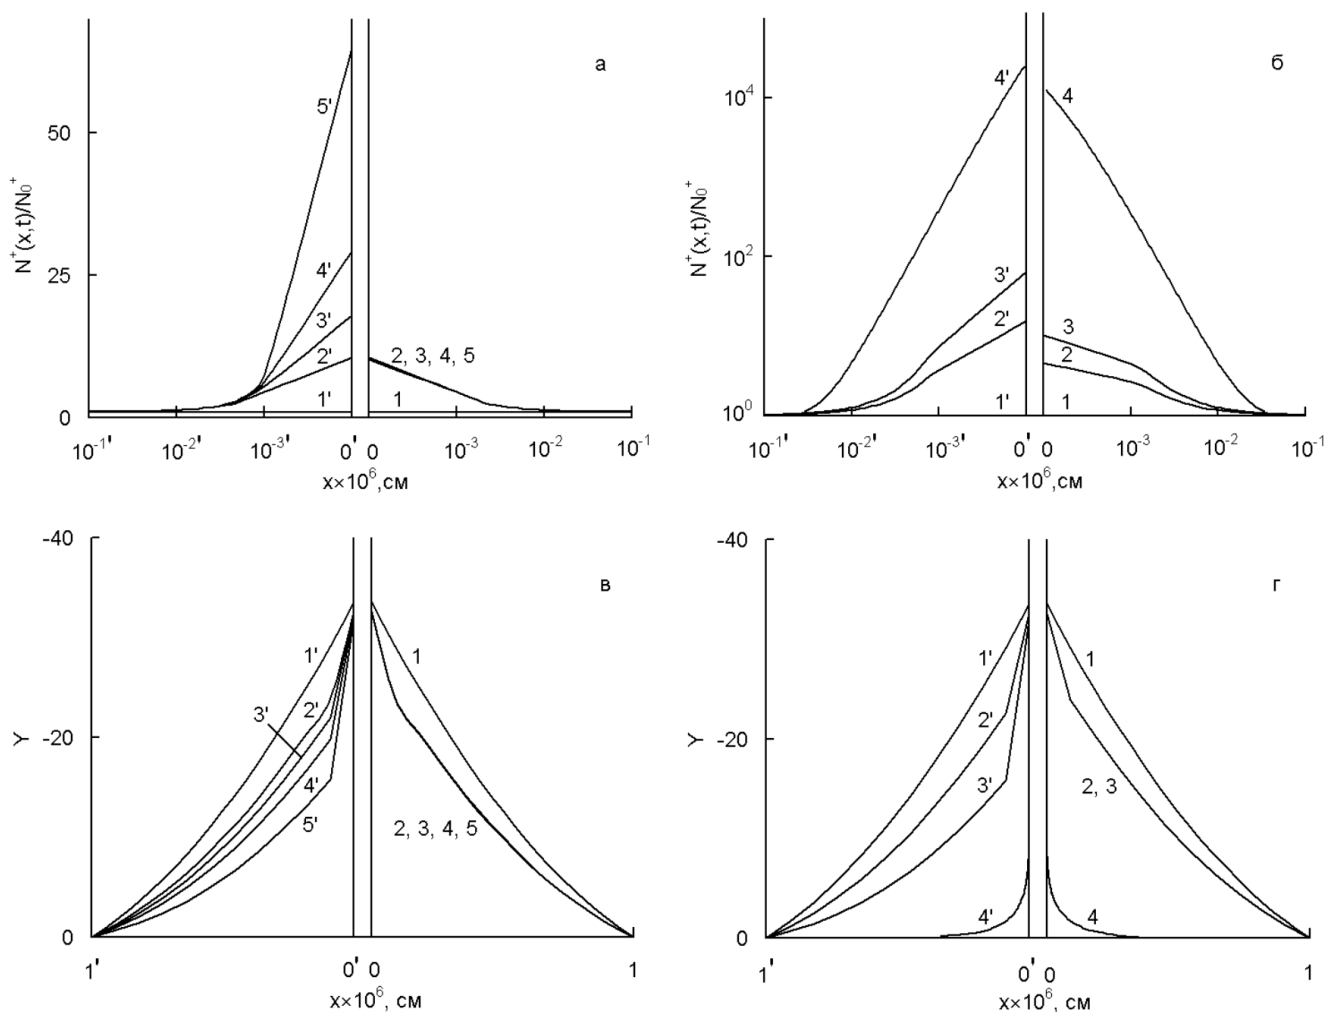 а
N⁺(x,t)/N₀⁺
50
25
0
5'
4'
3'
2'
1'
2, 3, 4, 5
1
10⁻¹' 10⁻²' 10⁻³' 0' 0 10⁻³ 10⁻² 10⁻¹
x×10⁶,см
б
N⁺(x,t)/N₀⁺
10⁴
10²
10⁰
4'
3'
2'
1'
4
3
2
1
10⁻¹' 10⁻²' 10⁻³' 0' 0 10⁻³ 10⁻² 10⁻¹
x×10⁶,см
в
Y
-40
-20
0
1'
2'
3'
4'
5'
1
2, 3, 4, 5
1' 0' 0 1
x×10⁶, см
г
Y
-40
-20
0
1'
2'
3'
4'
1
2, 3
4
1' 0' 0 1
x×10⁶, см